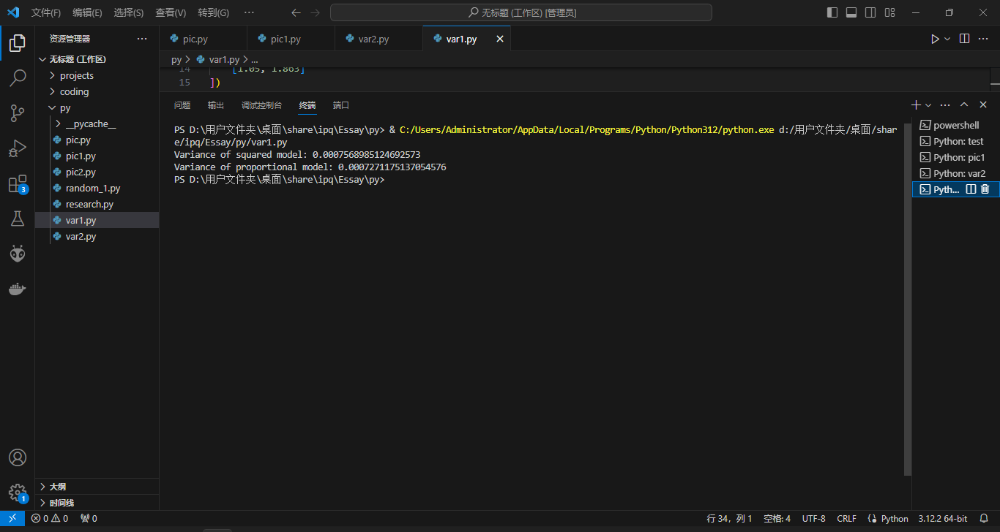 文件(F) 编辑(E) 选择(S) 查看(V) 转到(G) ··· 无标题 (工作区) [管理员]
资源管理器 ···
无标题 (工作区)
projects
coding
py
__pycache__
pic.py
pic1.py
pic2.py
random_1.py
research.py
var1.py
var2.py
大纲
时间线
3
1
pic.py pic1.py var2.py var1.py
py > var1.py > ...
14 [1.05, 1.863]
15 ])
问题 输出 调试控制台 终端 端口
PS D:\用户文件夹\桌面\share\ipq\Essay\py> & C:/Users/Administrator/AppData/Local/Programs/Python/Python312/python.exe d:/用户文件夹/桌面/shar
e/ipq/Essay/py/var1.py
Variance of squared model: 0.0007568985124692573
Variance of proportional model: 0.0007271175137054576
PS D:\用户文件夹\桌面\share\ipq\Essay\py>
powershell
Python: test
Python: pic1
Python: var2
Pyth...
0 0 0 行 34，列 1 空格: 4 UTF-8 CRLF Python 3.12.2 64-bit